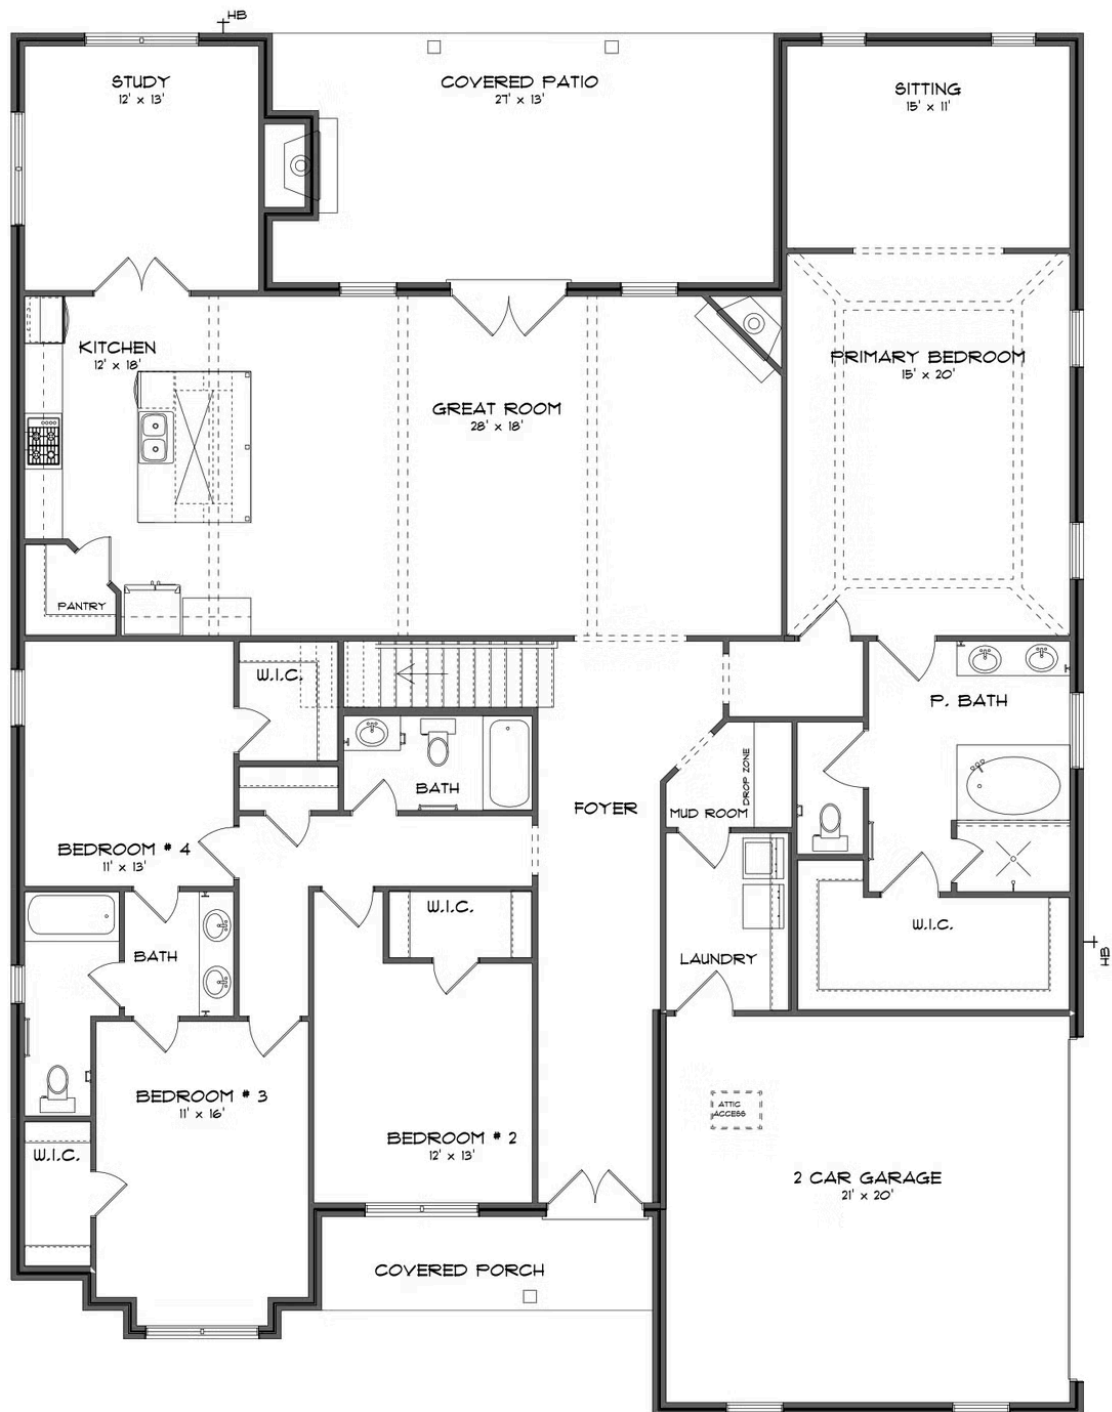 HB
STUDY
12' x 13'
COVERED PATIO
27' x 13'
SITTING
15' x 11'
KITCHEN
12' x 18'
GREAT ROOM
28' x 18'
PRIMARY BEDROOM
15' x 20'
PANTRY
W.I.C.
P. BATH
BATH
FOYER
MUD ROOM
DROP ZONE
BEDROOM # 4
11' x 13'
W.I.C.
W.I.C.
BATH
LAUNDRY
HB
BEDROOM # 3
11' x 16'
ATTIC
ACCESS
BEDROOM # 2
12' x 13'
W.I.C.
2 CAR GARAGE
21' x 20'
COVERED PORCH